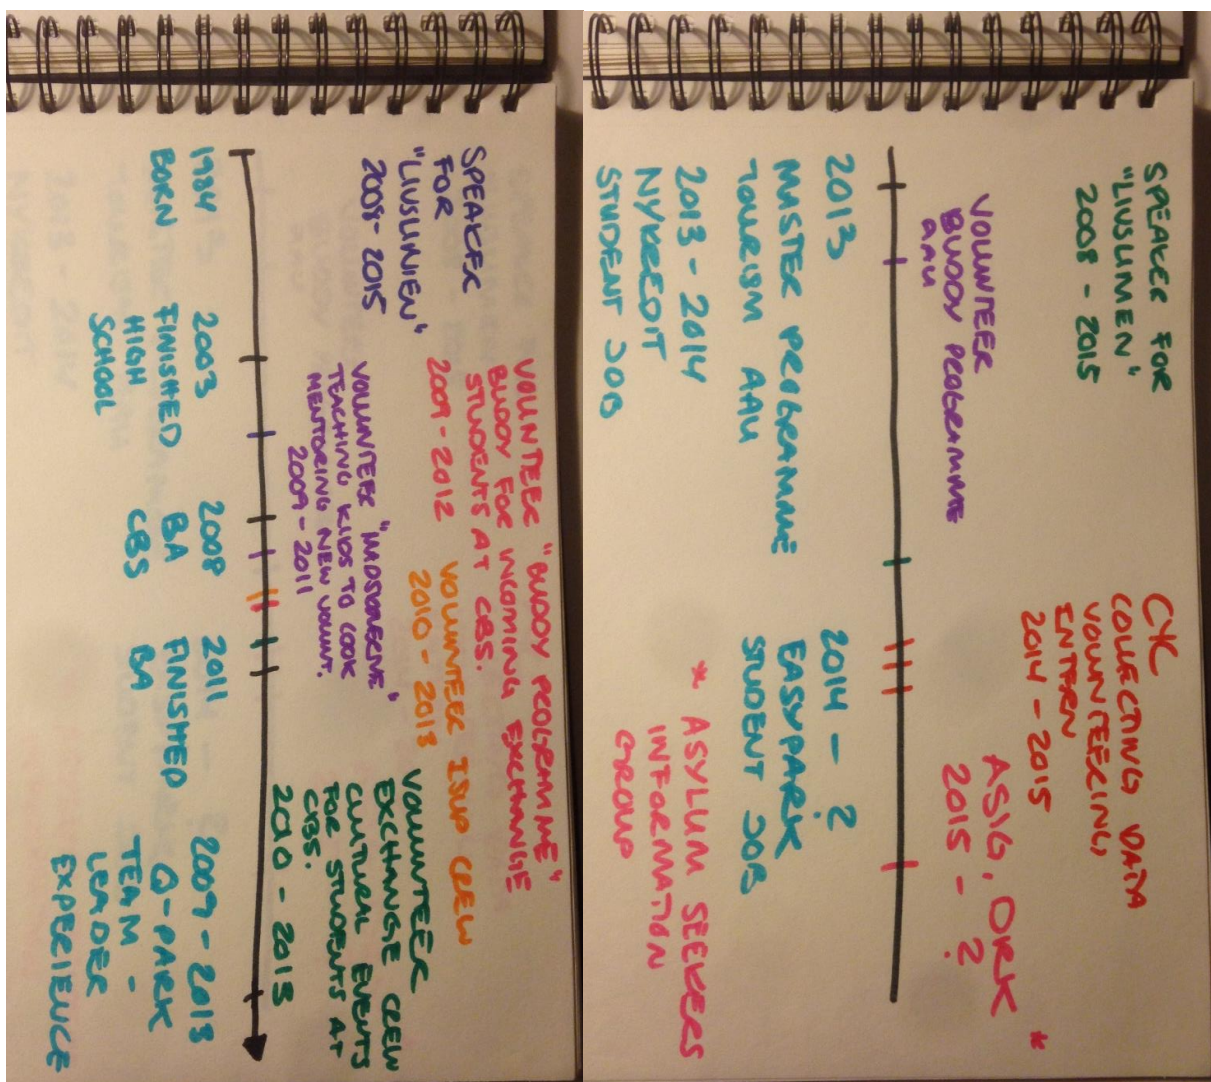 SPEAKER
FOR
"LIVSLINIEN"
2008 - 2015
VOLUNTEER "BUDDY PROGRAMME"
BUDDY FOR INCOMING EXCHANGE
STUDENTS AT CBS.
2009 - 2012
VOLUNTEER "MADSKOLERNE"
TEACHING KIDS TO COOK
MENTORING NEW VOLUNT.
2009 - 2011
VOLUNTEER ISUP CREW
2010 - 2013
VOLUNTEER
EXCHANGE CREW
CULTURAL EVENTS
FOR STUDENTS AT
CBS.
2010 - 2013
1984
BORN
2003
FINISHED
HIGH
SCHOOL
2008
BA
CBS
2011
FINISHED
BA
2009 - 2013
Q-PARK
TEAM -
LEADER
EXPERIENCE
SPEAKER FOR
"LIVSLINIEN"
2008 - 2015
VOLUNTEER
BUDDY PROGRAMME
AAU
CYK
COLLECTING DATA
VOLUNTEERING,
INTERN
2014 - 2015
ASIG, DRK *
2015 - ?
2013
MASTER PROGRAMME
TOURISM AAU
2013 - 2014
NYKREDIT
STUDENT JOB
2014 - ?
EASYPARK
STUDENT JOB
* ASYLUM SEEKERS
INFORMATION
GROUP